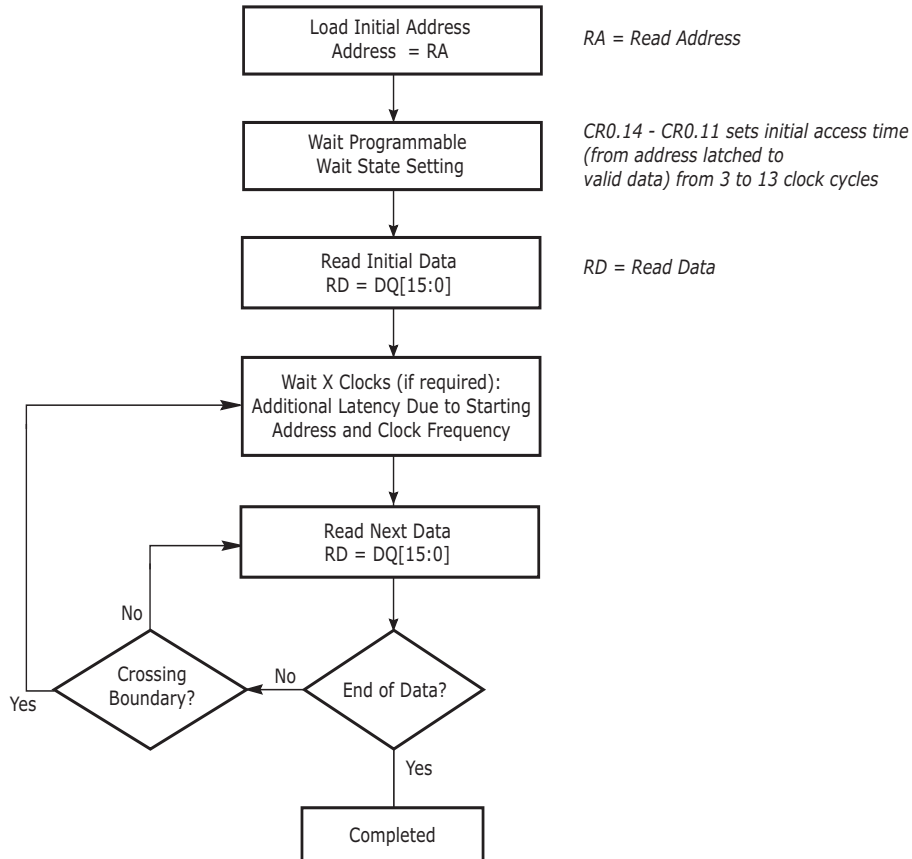 Load Initial Address
Address = RA
RA = Read Address
Wait Programmable
Wait State Setting
CR0.14 - CR0.11 sets initial access time
(from address latched to
valid data) from 3 to 13 clock cycles
Read Initial Data
RD = DQ[15:0]
RD = Read Data
Wait X Clocks (if required):
Additional Latency Due to Starting
Address and Clock Frequency
Read Next Data
RD = DQ[15:0]
No
Crossing
Boundary?
No
End of Data?
Yes
Yes
Completed